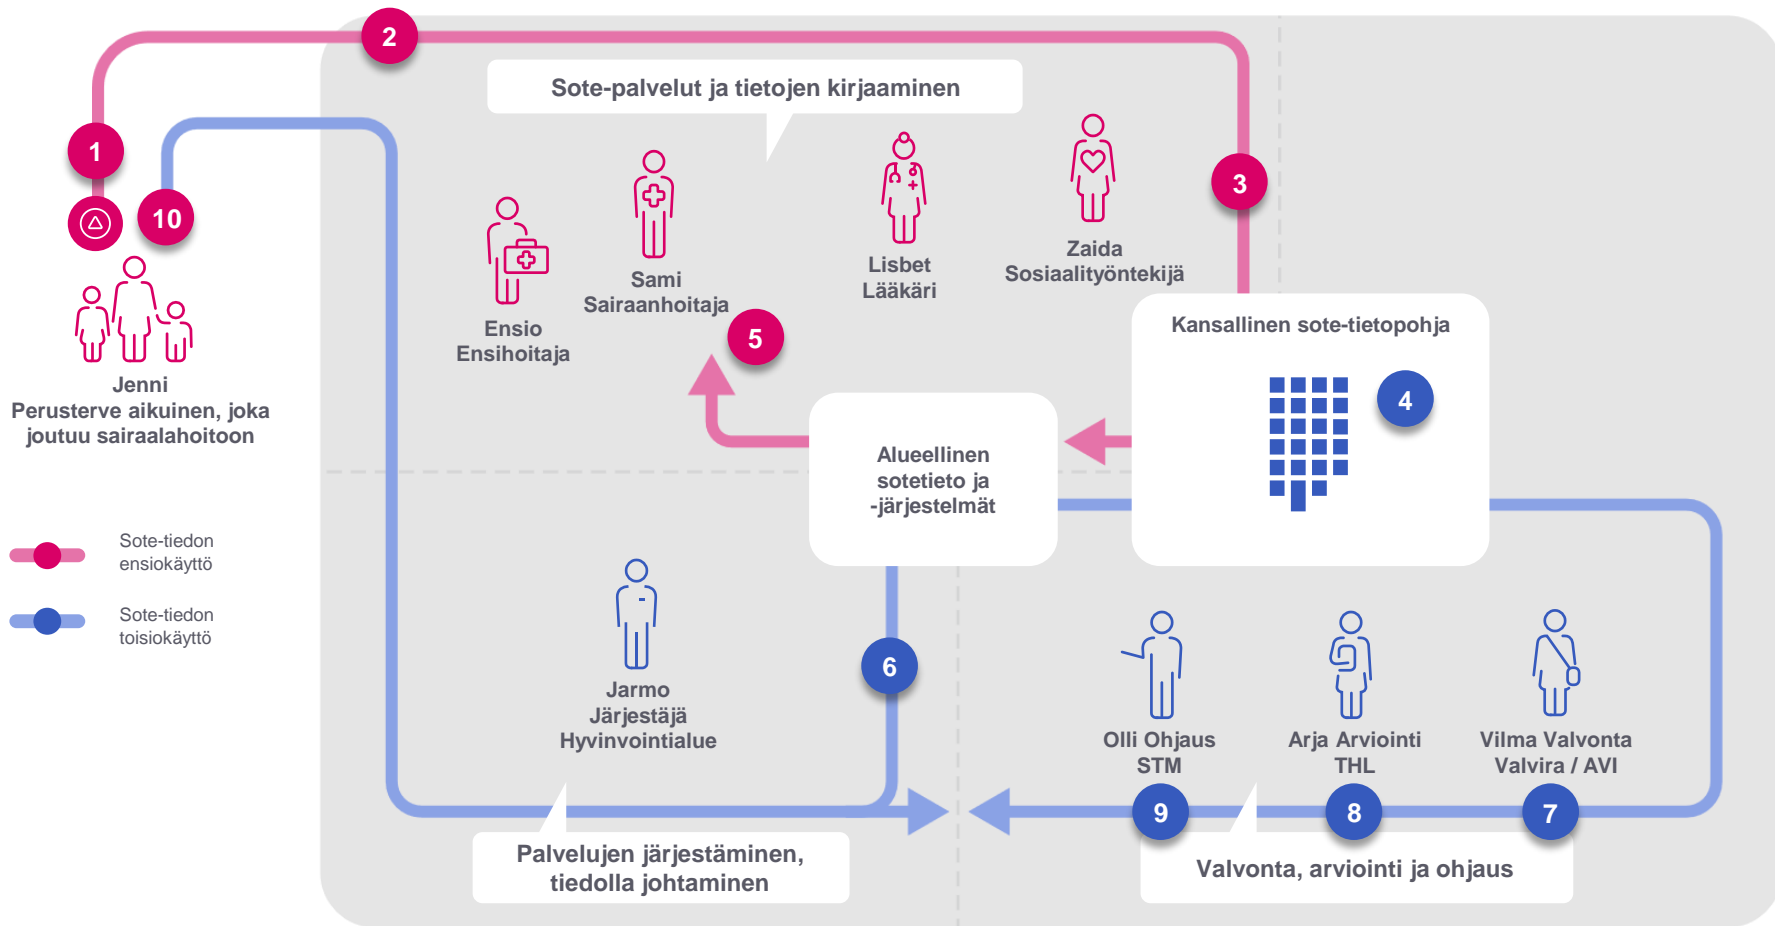 2
Sote-palvelut ja tietojen kirjaaminen
1
3
10
Zaida
Sosiaalityöntekijä
Lisbet
Lääkäri
Sami
Sairaanhoitaja
Ensio
Ensihoitaja
5
Jenni
Perusterve aikuinen, joka
joutuu sairaalahoitoon
Kansallinen sote-tietopohja
4
Alueellinen
sotetieto ja
-järjestelmät
Sote-tiedon
ensiokäyttö
Sote-tiedon
toisiokäyttö
6
Jarmo
Järjestäjä
Hyvinvointialue
Olli Ohjaus
STM
Arja Arviointi
THL
Vilma Valvonta
Valvira / AVI
9
8
7
Palvelujen järjestäminen,
tiedolla johtaminen
Valvonta, arviointi ja ohjaus